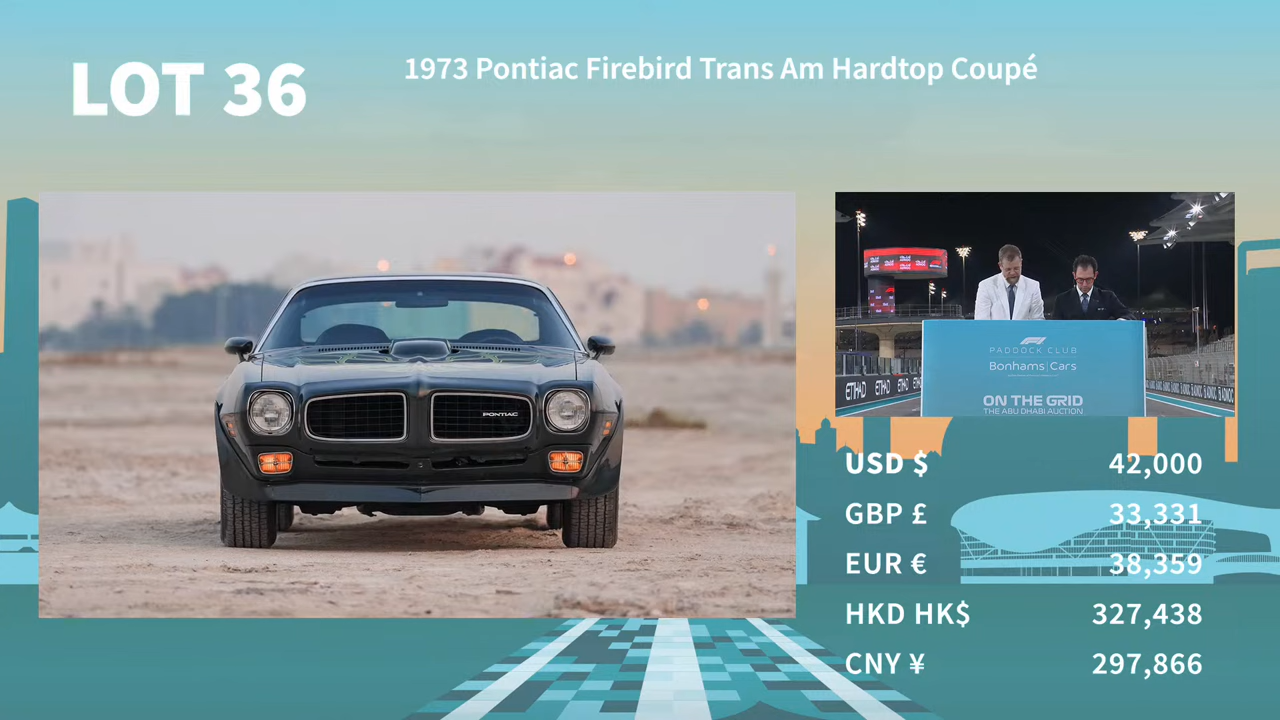 LOT 36
1973 Pontiac Firebird Trans Am Hardtop Coupé
PONTIAC
F1
PADDOCK CLUB
Bonhams|Cars
ON THE GRID
THE ABU DHABI AUCTION
ETIHAD
ETIHAD
USD $ 42,000
GBP £ 33,331
EUR € 38,359
HKD HK$ 327,438
CNY ¥ 297,866